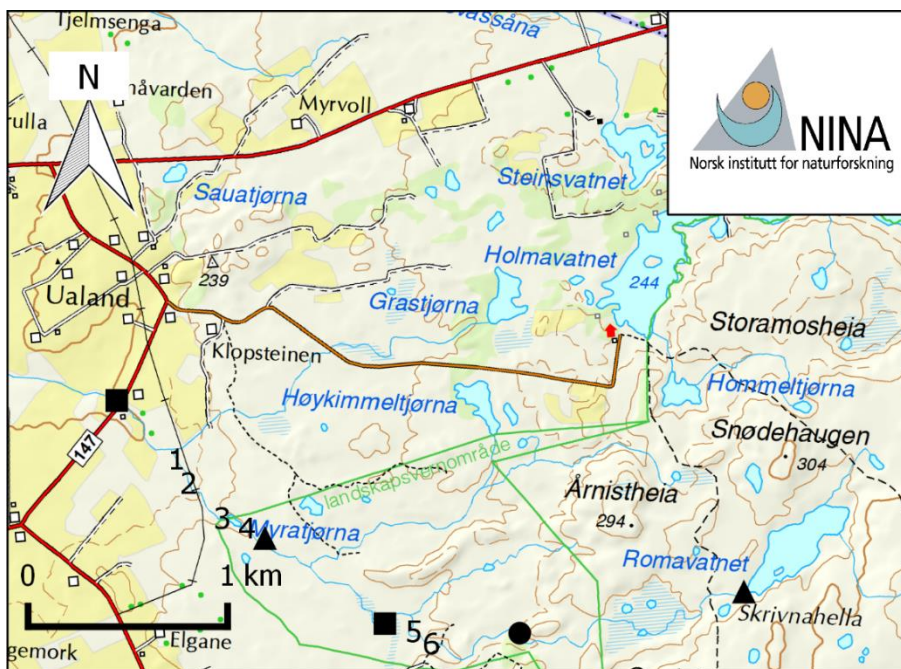 Tjelmsenga
N
Myrvoll
Sauatjørna
Steinsvatnet
NINA
Norsk institutt for naturforskning
Holmavatnet
239
244
Ualand
Grastjørna
Storamosheia
Klopsteinen
Høykimmeltjørna
Hommeltjørna
Snødehaugen
304
147
landskapsvernområde
1
2
Årnistheia
294
3
4
Myratjørna
Romavatnet
0
1 km
Skrivnahella
5
6
Elgane